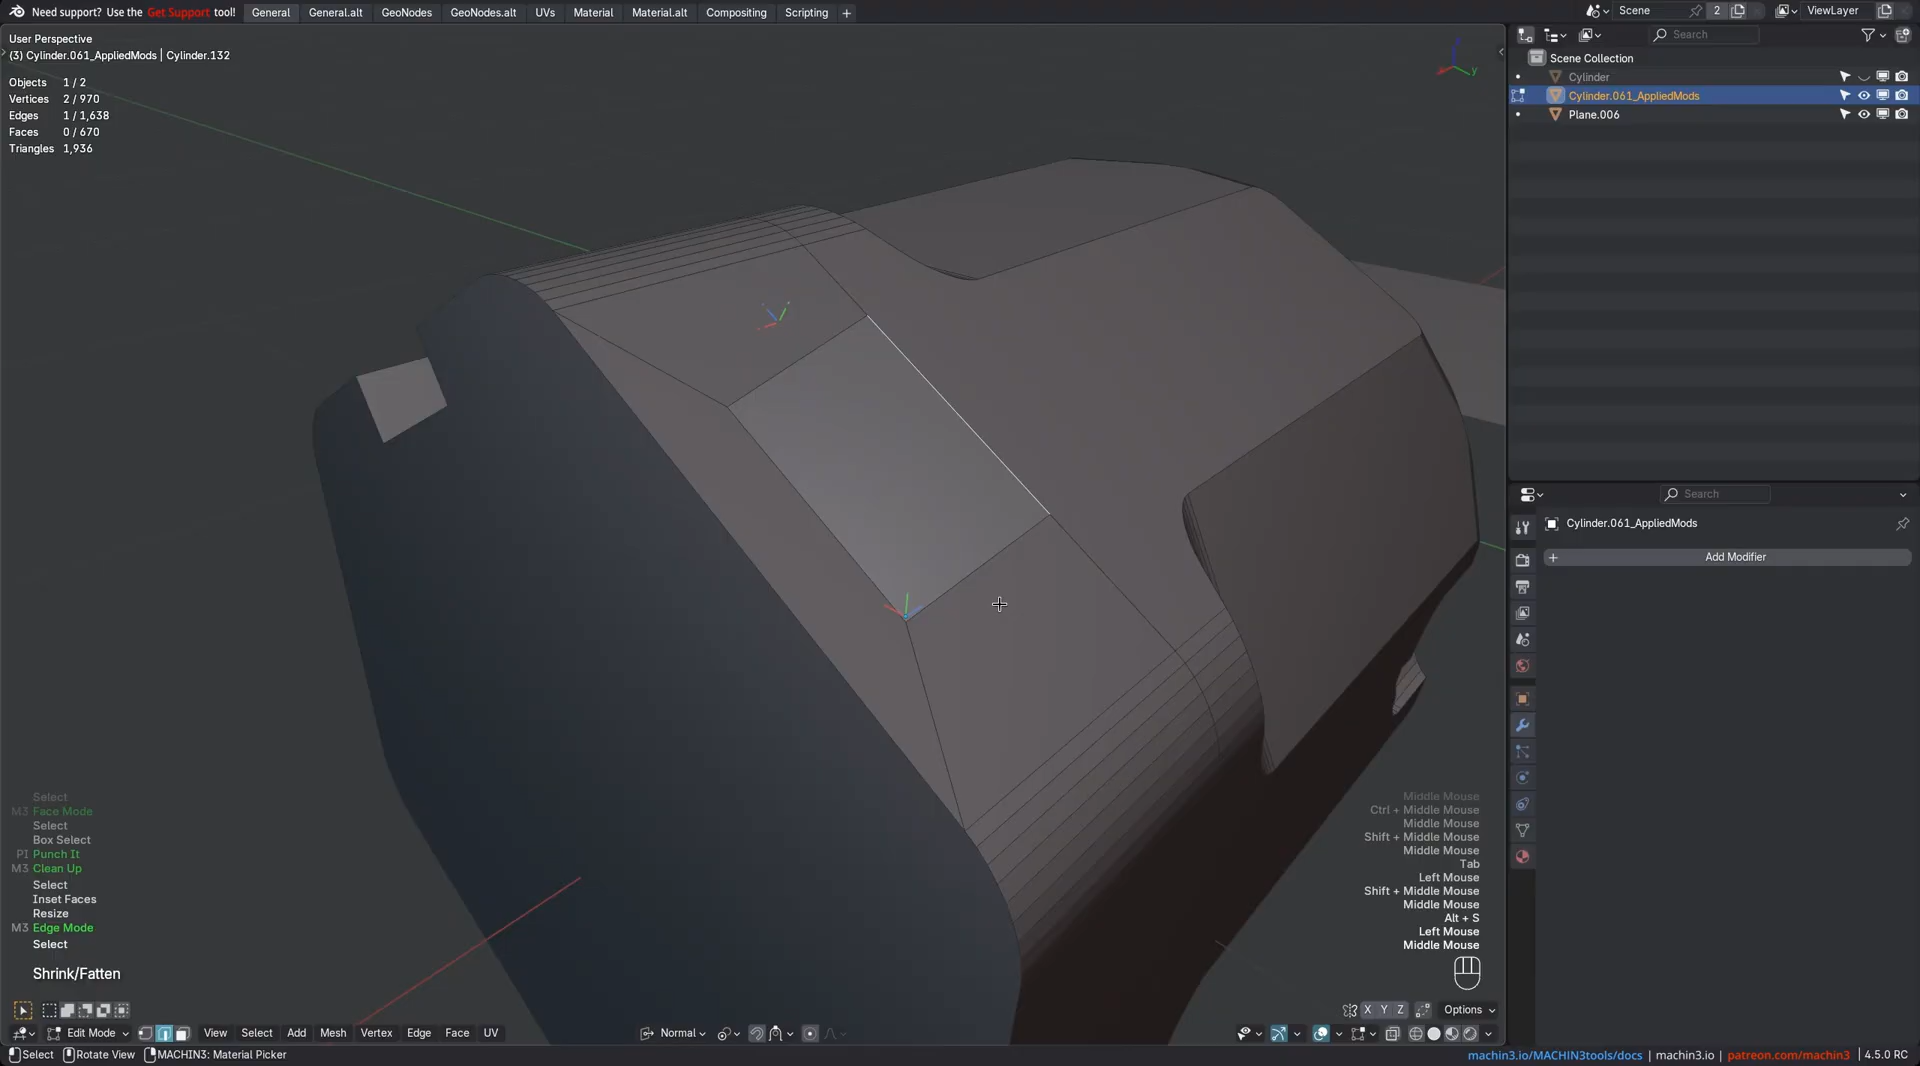 Need support? Use the Get Support tool! General General.alt GeoNodes GeoNodes.alt UVs Material Material.alt Compositing Scripting + Scene 2 ViewLayer
User Perspective
(3) Cylinder.061_AppliedMods | Cylinder.132
Objects 1 / 2
Vertices 2 / 970
Edges 1 / 1,638
Faces 0 / 670
Triangles 1,936
y
Search
Scene Collection
Cylinder
Cylinder.061_AppliedMods
Plane.006
Search
Cylinder.061_AppliedMods
+ Add Modifier
Select
M3 Face Mode
Select
Box Select
PI Punch It
M3 Clean Up
Select
Inset Faces
Resize
M3 Edge Mode
Select
Shrink/Fatten
Middle Mouse
Ctrl + Middle Mouse
Middle Mouse
Shift + Middle Mouse
Middle Mouse
Tab
Left Mouse
Shift + Middle Mouse
Middle Mouse
Alt + S
Left Mouse
Middle Mouse
X Y Z Options
Edit Mode View Select Add Mesh Vertex Edge Face UV Normal
Select Rotate View MACHIN3: Material Picker machin3.io/MACHIN3tools/docs | machin3.io | patreon.com/machin3 | 4.5.0 RC